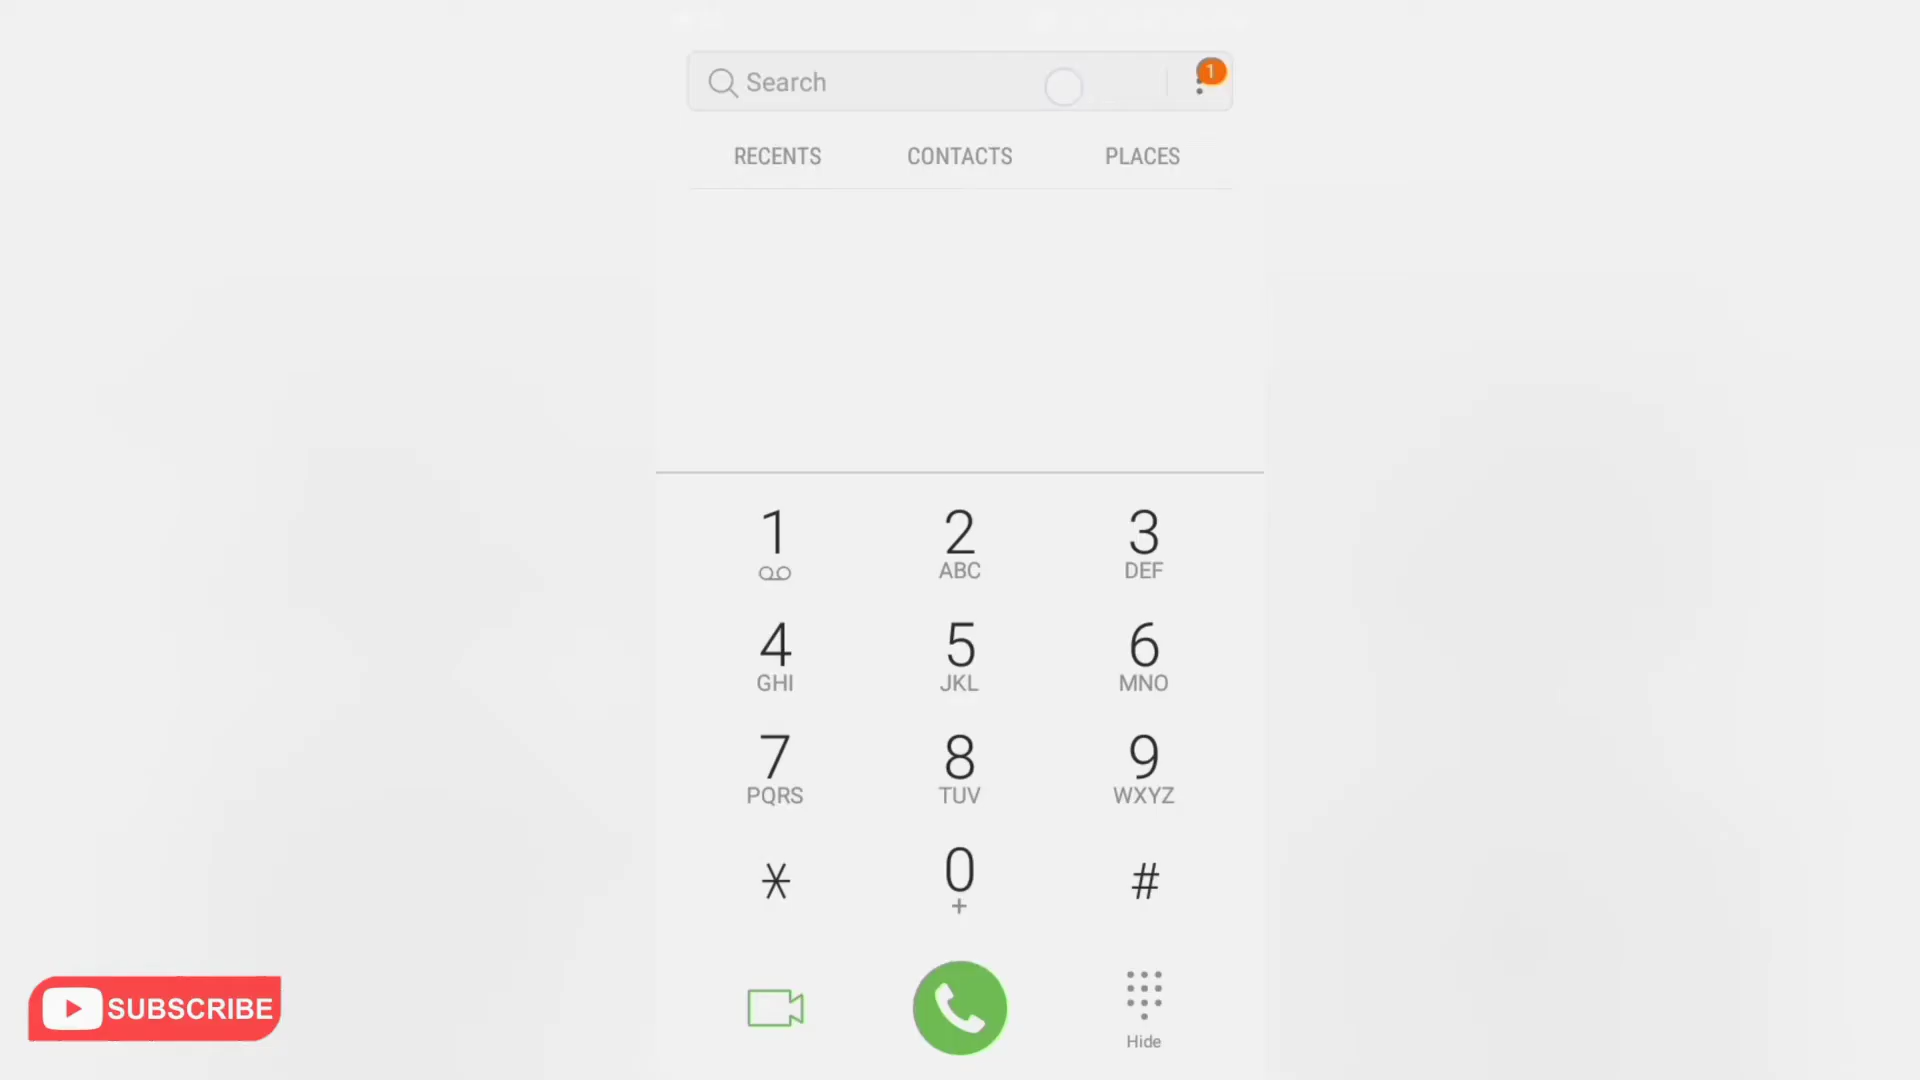 Search
1
RECENTS CONTACTS PLACES
1 2 3
ABC DEF
4 5 6
GHI JKL MNO
7 8 9
PQRS TUV WXYZ
* 0 #
+
SUBSCRIBE
Hide